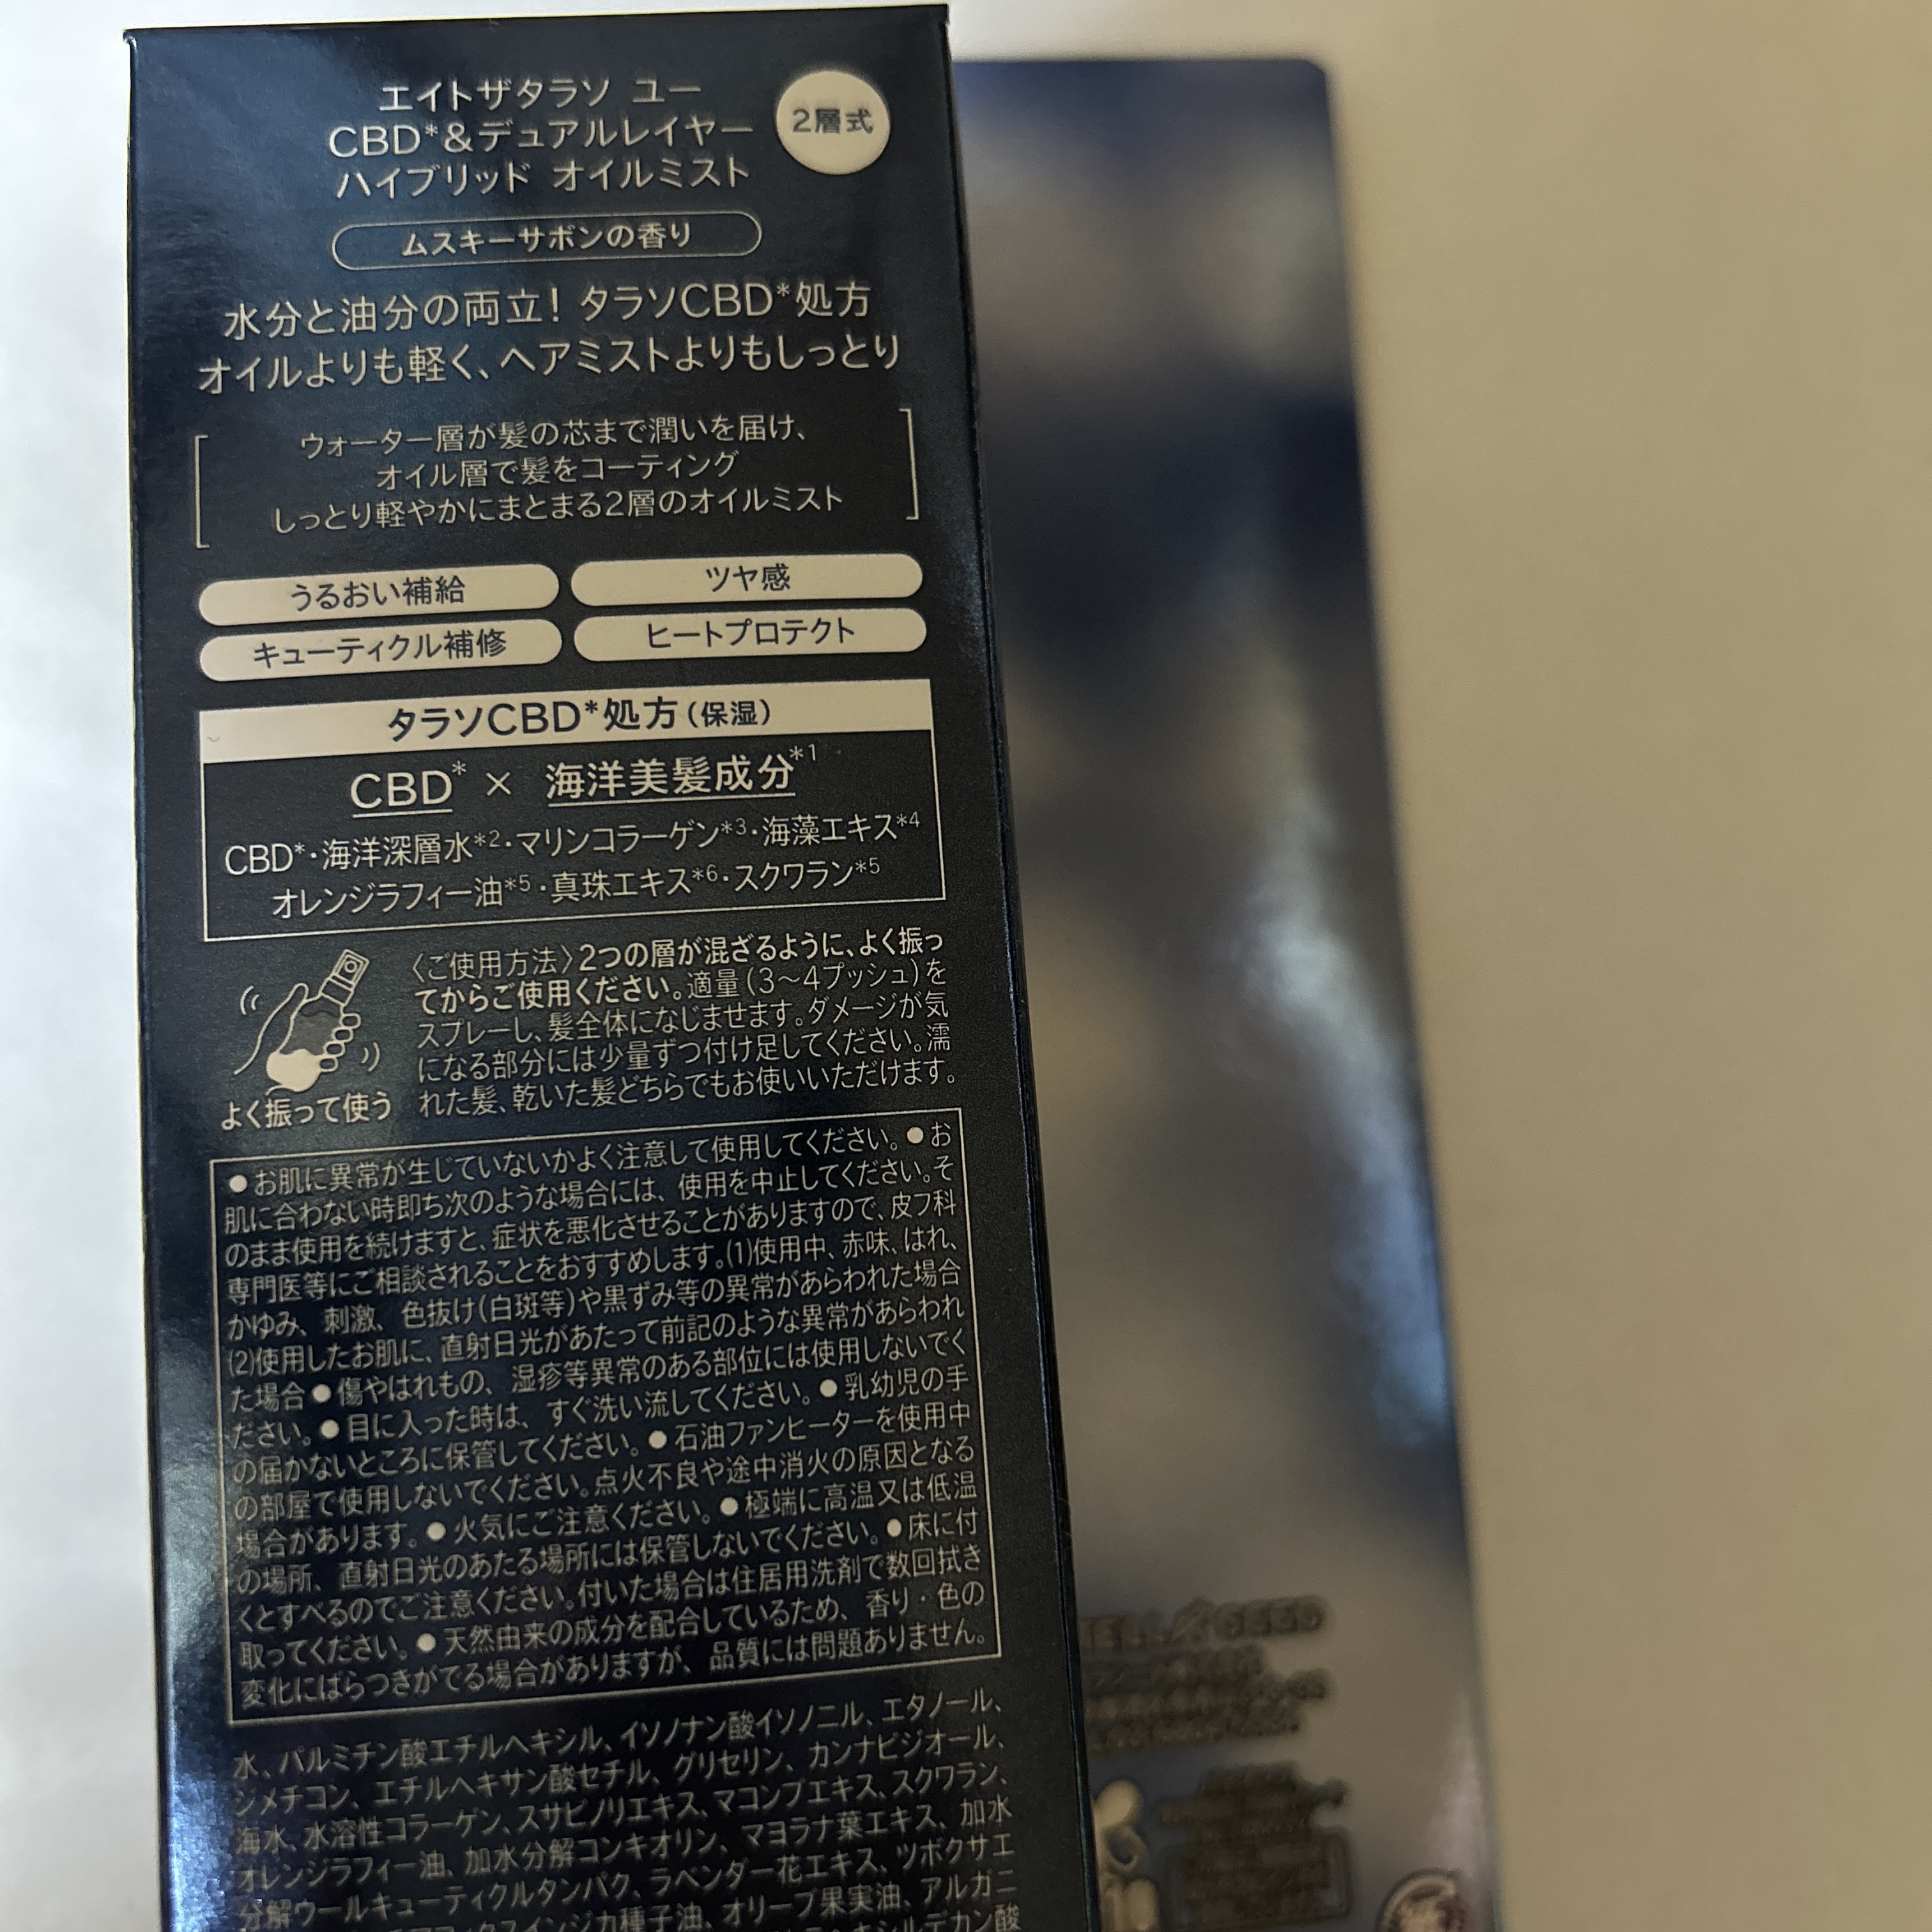 エイトザタラソ ユー
CBD*&デュアルレイヤー
ハイブリッド オイルミスト
2層式
ムスキーサボンの香り
水分と油分の両立！タラソCBD*処方
オイルよりも軽く、ヘアミストよりもしっとり
ウォーター層が髪の芯まで潤いを届け、
オイル層で髪をコーティング
しっとり軽やかにまとまる2層のオイルミスト
うるおい補給
ツヤ感
キューティクル補修
ヒートプロテクト
タラソCBD*処方（保湿）
CBD* × 海洋美髪成分*1
CBD*・海洋深層水*2・マリンコラーゲン*3・海藻エキス*4
オレンジラフィー油*5・真珠エキス*6・スクワラン*5
〈ご使用方法〉2つの層が混ざるように、よく振っ
てからご使用ください。適量（3〜4プッシュ）を
スプレーし、髪全体になじませます。ダメージが気
になる部分には少量ずつ付け足してください。濡
れた髪、乾いた髪どちらでもお使いいただけます。
よく振って使う
●お肌に異常が生じていないかよく注意して使用してください。●お
肌に合わない時即ち次のような場合には、使用を中止してください。そ
のまま使用を続けますと、症状を悪化させることがありますので、皮フ科
専門医等にご相談されることをおすすめします。(1)使用中、赤味、はれ、
かゆみ、刺激、色抜け（白斑等）や黒ずみ等の異常があらわれた場合
(2)使用したお肌に、直射日光があたって前記のような異常があらわれ
た場合●傷やはれもの、湿疹等異常のある部位には使用しないでく
ださい。●目に入った時は、すぐ洗い流してください。●乳幼児の手
の届かないところに保管してください。●石油ファンヒーターを使用中
の部屋で使用しないでください。点火不良や途中消火の原因となる
場合があります。●火気にご注意ください。●極端に高温又は低温
の場所、直射日光のあたる場所には保管しないでください。●床に付
くとすべるのでご注意ください。付いた場合は住居用洗剤で数回拭き
取ってください。●天然由来の成分を配合しているため、香り・色の
変化にばらつきがでる場合がありますが、品質には問題ありません。
水、パルミチン酸エチルヘキシル、イソノナン酸イソノニル、エタノール、
ジメチコン、エチルヘキサン酸セチル、グリセリン、カンナビジオール、
海水、水溶性コラーゲン、スサビノリエキス、マコンブエキス、スクワラン、
オレンジラフィー油、加水分解コンキオリン、マヨラナ葉エキス、加水
分解ウールキューティクルタンパク、ラベンダー花エキス、ツボクサエ
種子油、オリーブ果実油、アルガニ